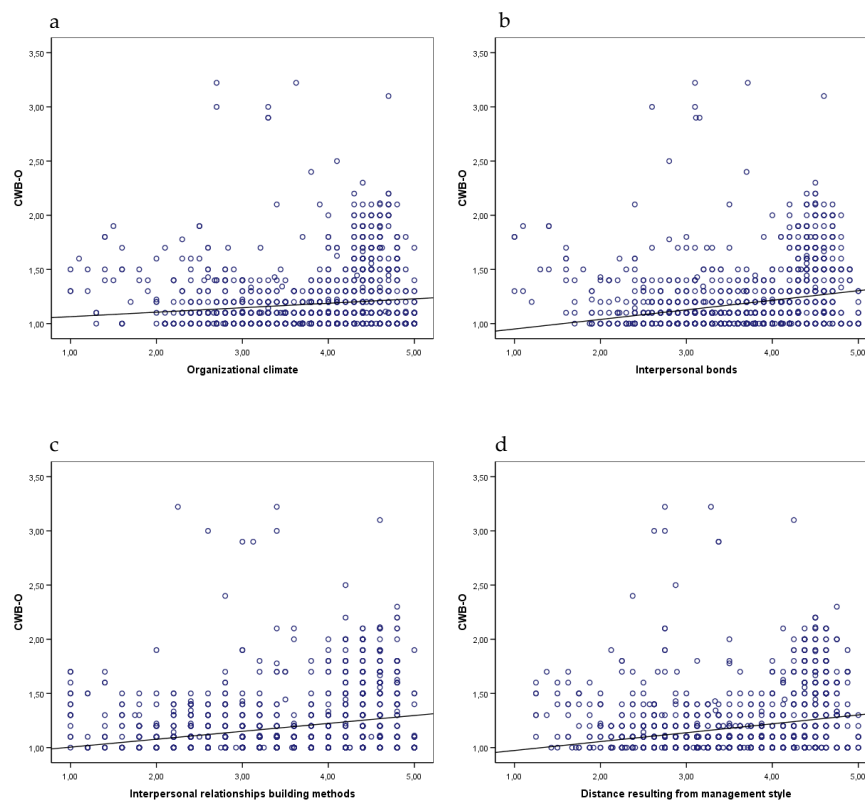 a
3,50
3,00
2,50
2,00
1,50
1,00
CWB-O
1,00 2,00 3,00 4,00 5,00
Organizational climate
b
3,50
3,00
2,50
2,00
1,50
1,00
CWB-O
1,00 2,00 3,00 4,00 5,00
Interpersonal bonds
c
3,50
3,00
2,50
2,00
1,50
1,00
CWB-O
1,00 2,00 3,00 4,00 5,00
Interpersonal relationships building methods
d
3,50
3,00
2,50
2,00
1,50
1,00
CWB-O
1,00 2,00 3,00 4,00 5,00
Distance resulting from management style